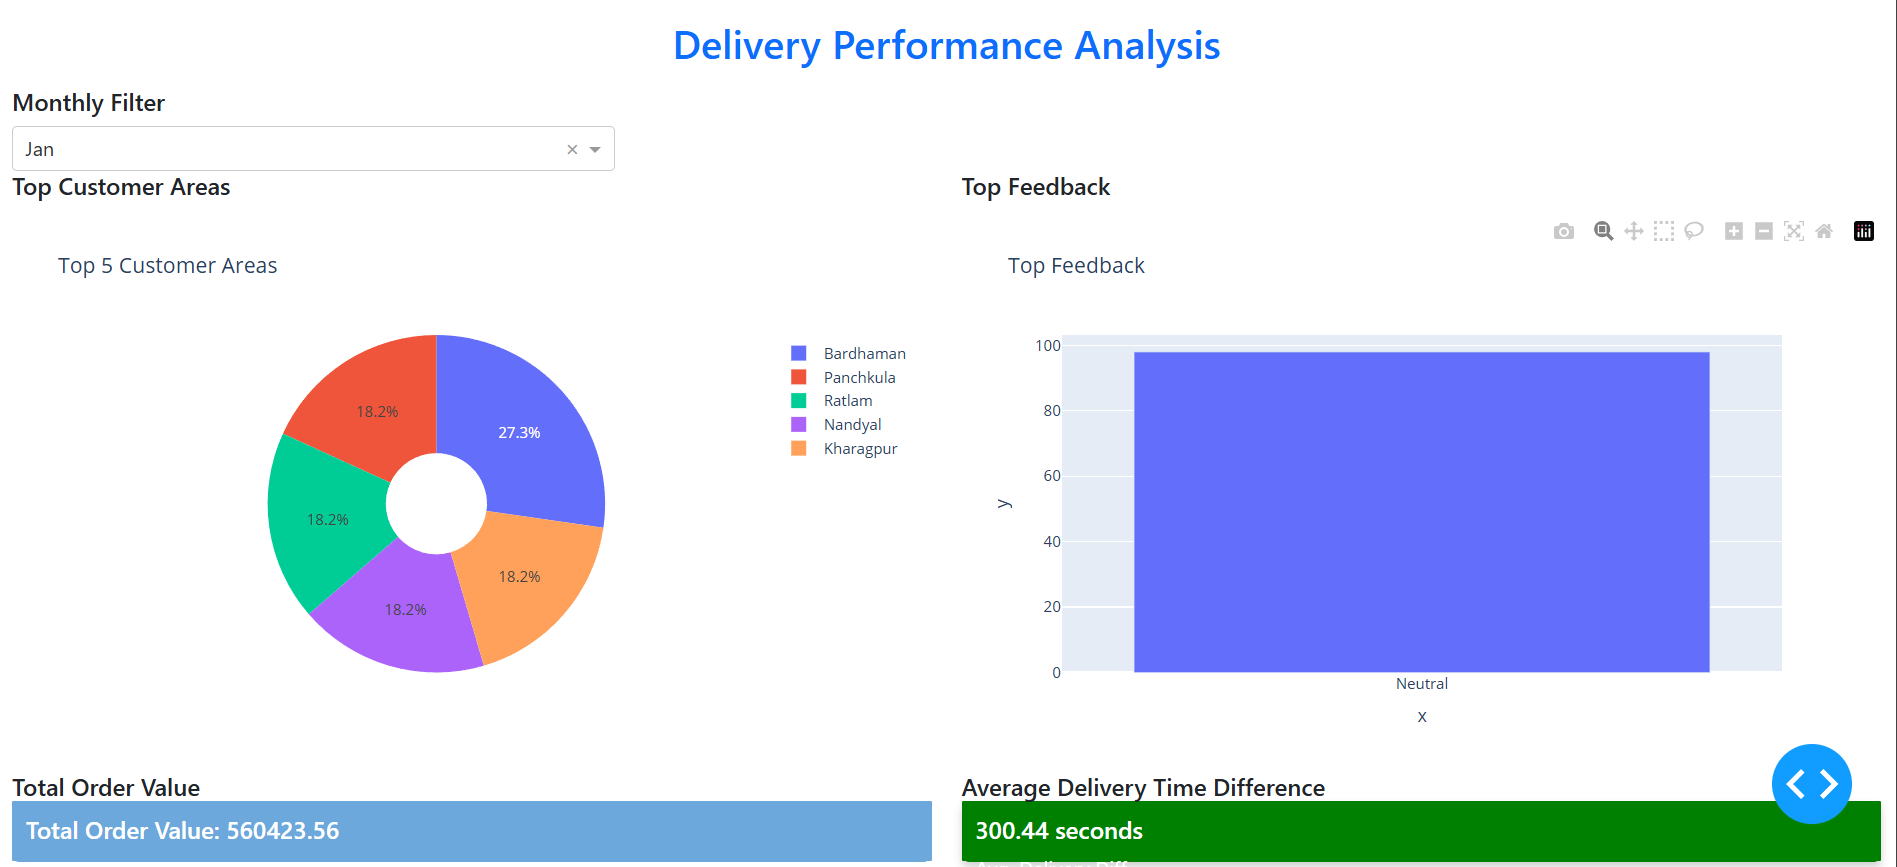 Delivery Performance Analysis
Monthly Filter
Jan
Top Customer Areas
Top 5 Customer Areas
27.3%
18.2%
18.2%
18.2%
18.2%
Bardhaman
Panchkula
Ratlam
Nandyal
Kharagpur
Top Feedback
Top Feedback
100
80
60
40
20
0
y
Neutral
x
Total Order Value
Total Order Value: 560423.56
Average Delivery Time Difference
300.44 seconds